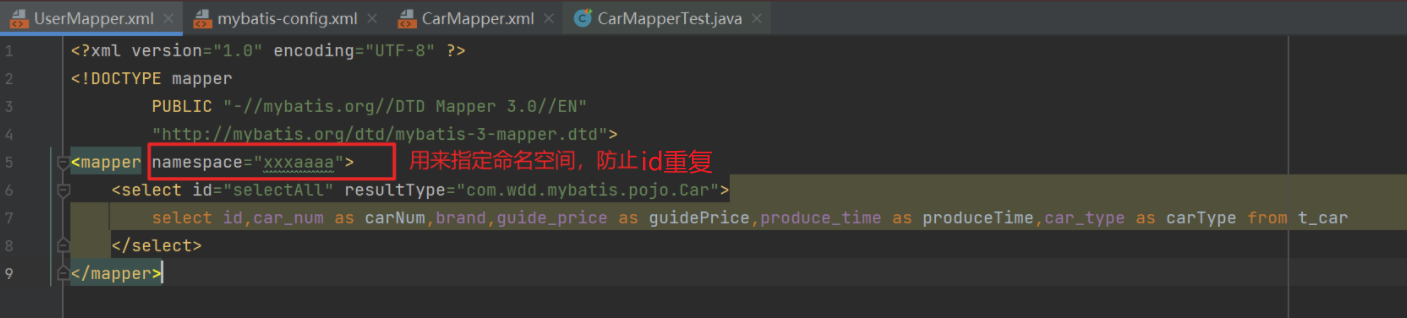 UserMapper.xml mybatis-config.xml CarMapper.xml CarMapperTest.java
1 <?xml version="1.0" encoding="UTF-8" ?>
2 <!DOCTYPE mapper
3 PUBLIC "-//mybatis.org//DTD Mapper 3.0//EN"
4 "http://mybatis.org/dtd/mybatis-3-mapper.dtd">
5 <mapper namespace="xxxaaaa"> 用来指定命名空间，防止id重复
6 <select id="selectAll" resultType="com.wdd.mybatis.pojo.Car">
7 select id,car_num as carNum,brand,guide_price as guidePrice,produce_time as produceTime,car_type as carType from t_car
8 </select>
9 </mapper>